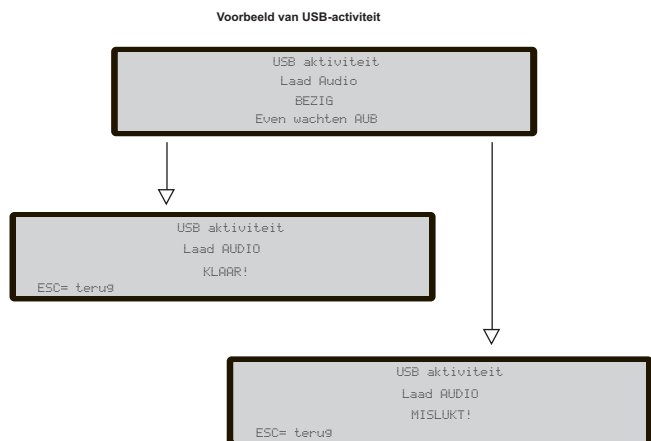 Voorbeeld van USB-activiteit
USB aktiviteit
Laad Audio
BEZIG
Even wachten AUB
USB aktiviteit
Laad AUDIO
KLAAR!
ESC= terug
USB aktiviteit
Laad AUDIO
MISLUKT!
ESC= terug